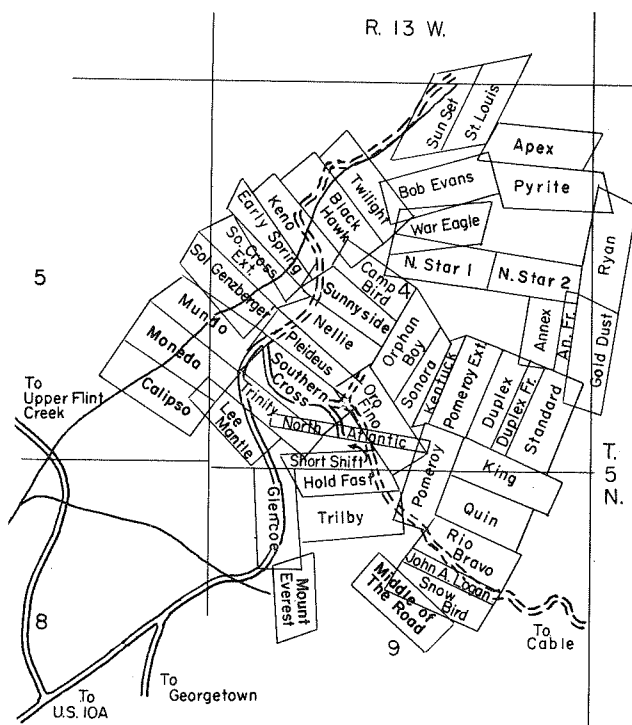 R. 13 W.
Sun Set
St. Louis
Apex
Bob Evans
Pyrite
Twilight
Black
Hawk
Keno
Early Spring
So. Cross
Ext.
Sol Genzberger
War Eagle
Ryan
N. Star 1
N. Star 2
Camp
Bird
4
5
Sunnyside
Nellie
Pleideus
Mundo
Moneda
Calipso
Southern
Cross
Orphan
Boy
Sonora
Kentuck
Pomeroy Ext.
Duplex
Duplex Fr.
Standard
Annex
An. Fr.
Gold Dust
Oro
Fino
Trinity
Lee
Mantle
North Atlantic
Short Shift
Hold Fast
Trilby
Glencoe
Mount
Everest
Pomeroy
King
Quin
Rio
Bravo
John A. Logan
Snow
Bird
Middle of
The Road
T.
5
N.
To
Upper Flint
Creek
8
9
To
Cable
To
Georgetown
To
U.S. 10A